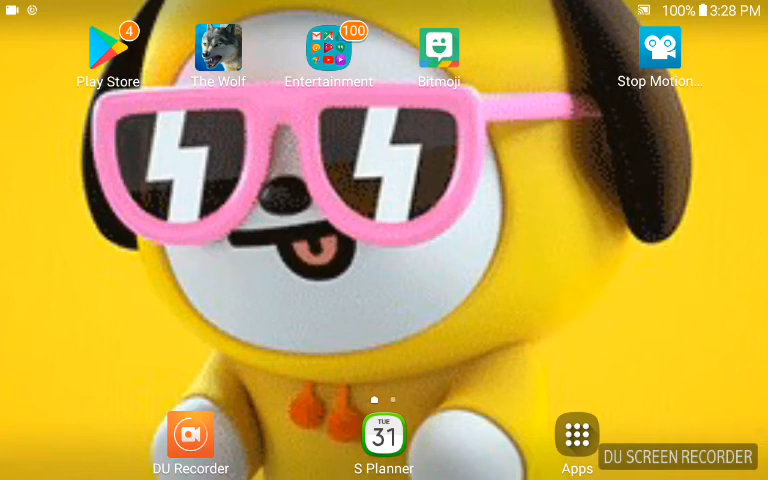 100% 3:28 PM
4
100
Play Store
The Wolf
Entertainment
Bitmoji
Stop Motion...
TUE
31
DU Recorder
S Planner
Apps
DU SCREEN RECORDER